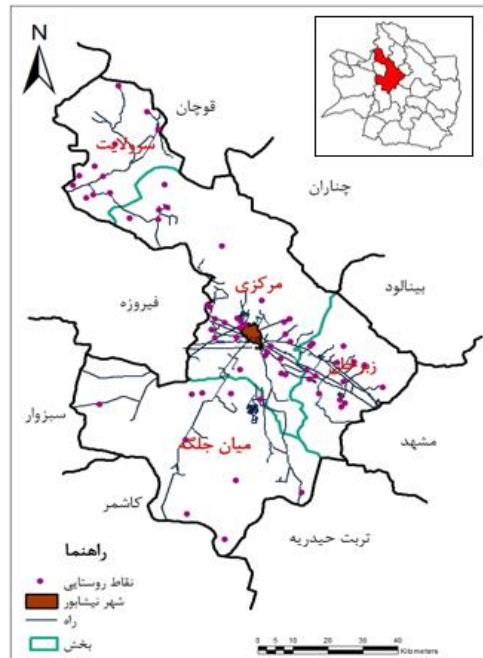 N
قوچان
سرولایت
چناران
مرکزی
بینالود
فیروزه
زبرخان
سبزوار
مشهد
میان جلگه
کاشمر
تربت حیدریه
راهنما
نقاط روستایی
شهر نیشابور
راه
بخش
0 5 10 20 30 40
Kilometers